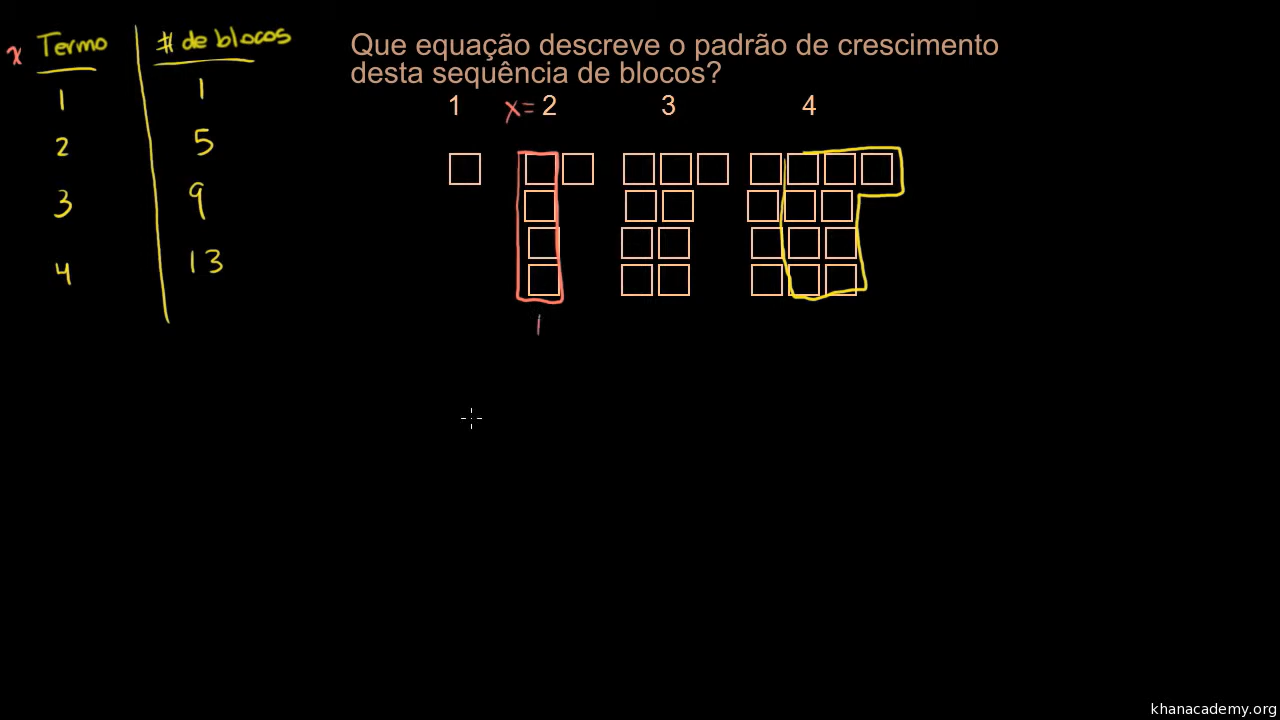 x Termo # de blocos
1 1
2 5
3 9
4 13
Que equação descreve o padrão de crescimento
desta sequência de blocos?
1 x= 2 3 4
1
khanacademy.org